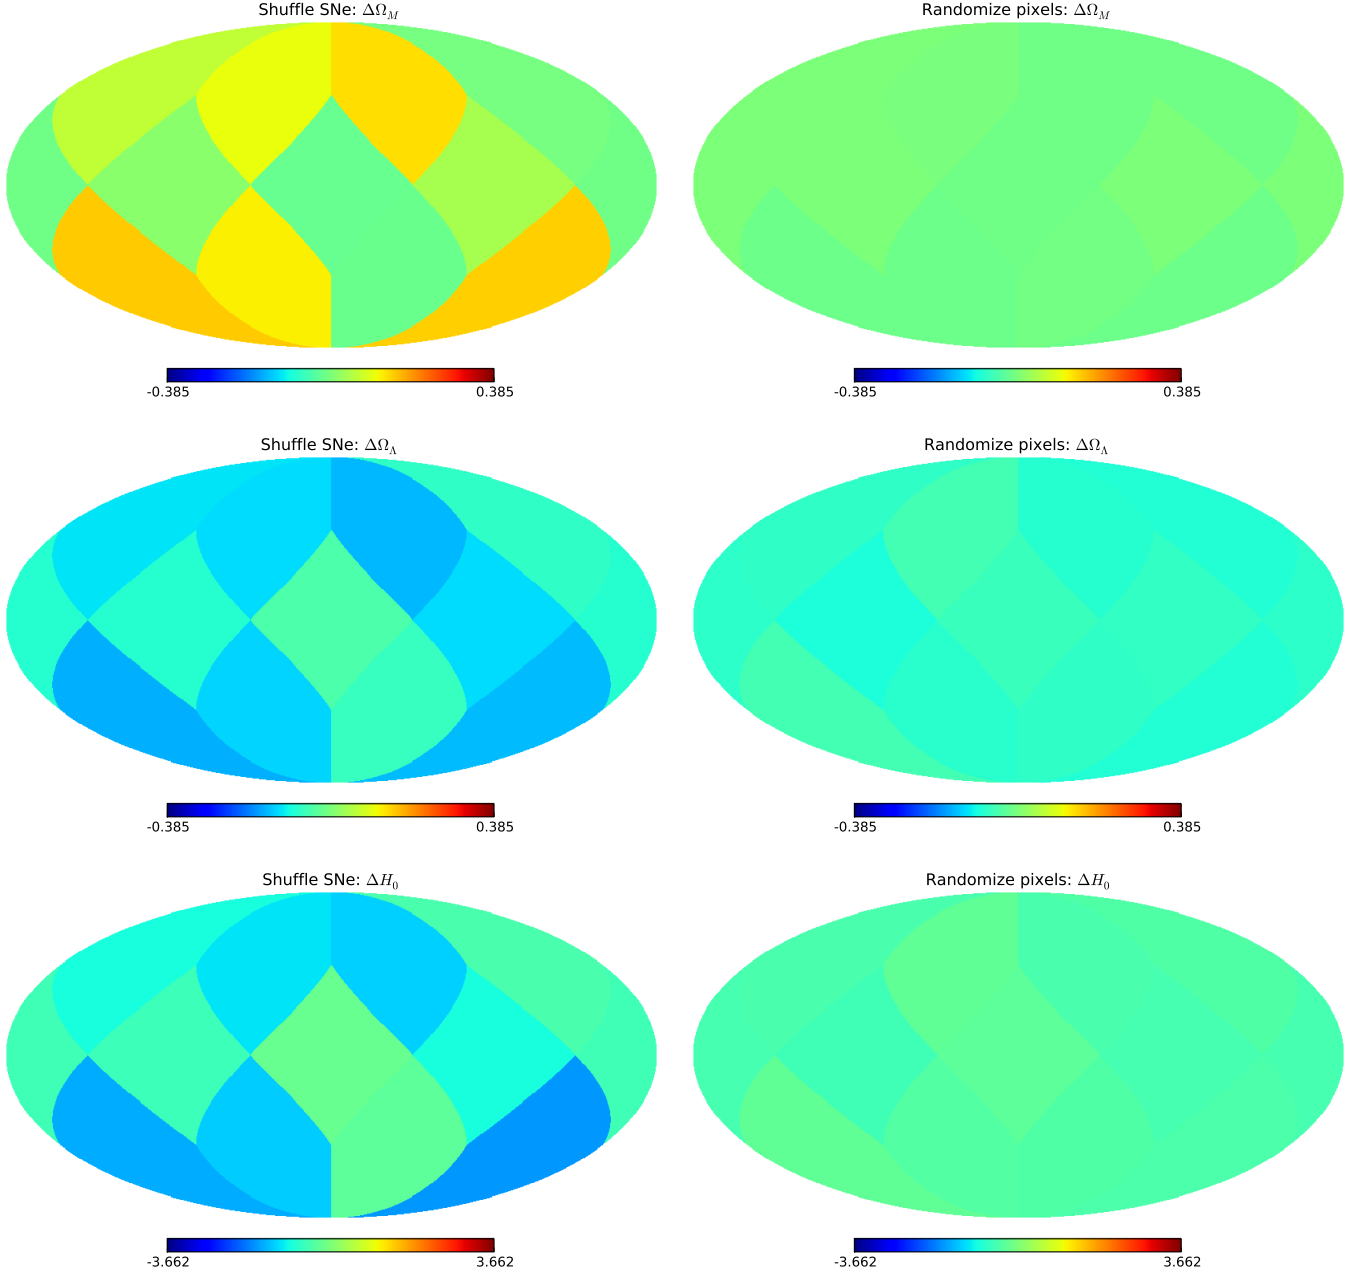 Shuffle SNe: ΔΩ_M
Randomize pixels: ΔΩ_M
-0.385 0.385
-0.385 0.385
Shuffle SNe: ΔΩ_Λ
Randomize pixels: ΔΩ_Λ
-0.385 0.385
-0.385 0.385
Shuffle SNe: ΔH_0
Randomize pixels: ΔH_0
-3.662 3.662
-3.662 3.662